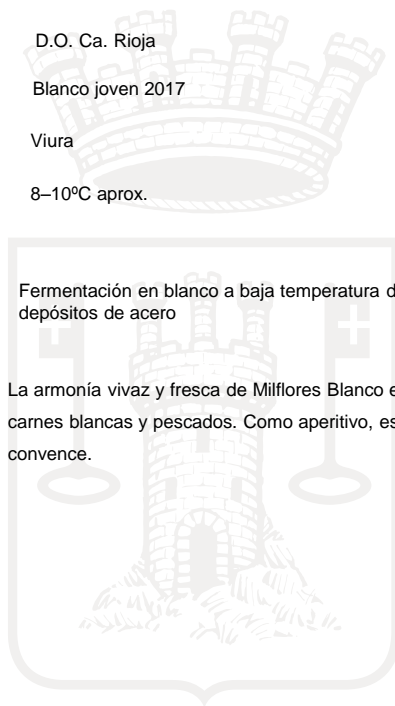 D.O. Ca. Rioja
Blanco joven 2017
Viura
8–10ºC aprox.
Fermentación en blanco a baja temperatura
depósitos de acero
La armonía vivaz y fresca de Milflores Blanco
carnes blancas y pescados. Como aperitivo,
convence.